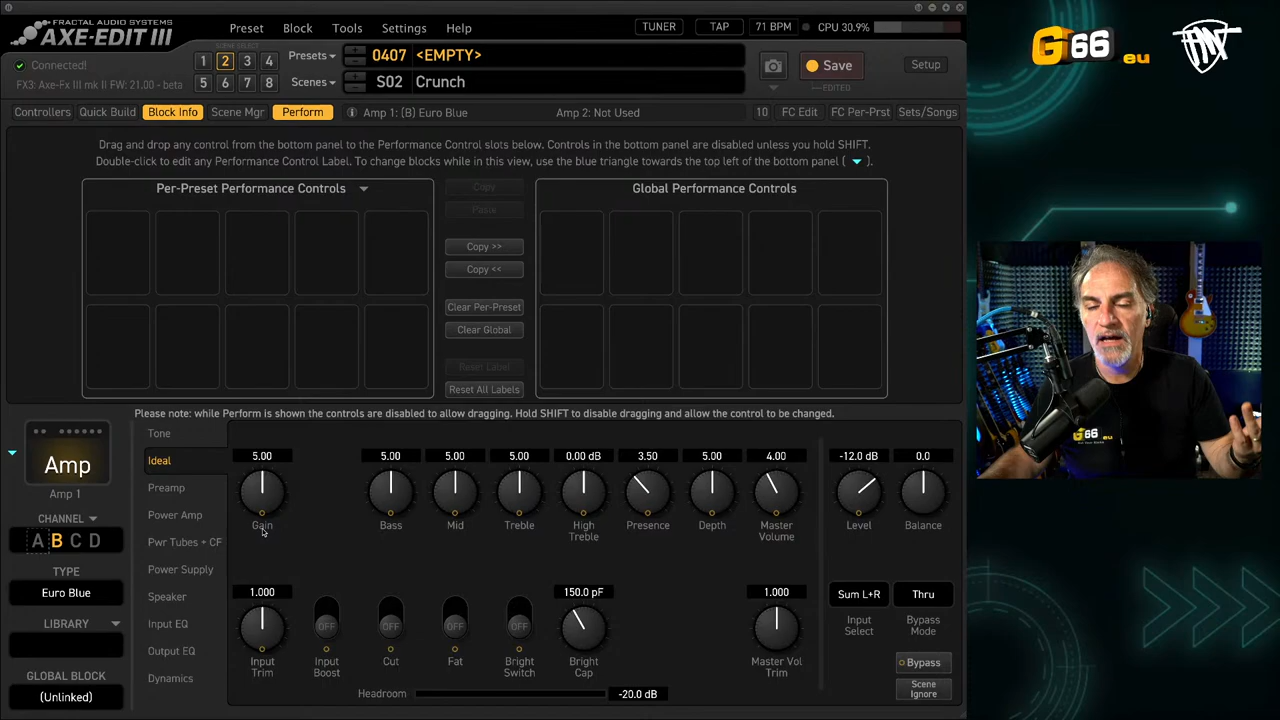 FRACTAL AUDIO SYSTEMS
AXE-EDIT III
Preset Block Tools Settings Help
TUNER TAP 71 BPM CPU 30.9%
Connected!
FX3: Axe-Fx III mk II FW: 21.00 - beta
SCENE SELECT
1 2 3 4
5 6 7 8
Presets 0407 <EMPTY>
Scenes S02 Crunch
Save
EDITED
Setup
Controllers Quick Build Block Info Scene Mgr Perform Amp 1: (B) Euro Blue Amp 2: Not Used 10 FC Edit FC Per-Prst Sets/Songs
Drag and drop any control from the bottom panel to the Performance Control slots below. Controls in the bottom panel are disabled unless you hold SHIFT.
Double-click to edit any Performance Control Label. To change blocks while in this view, use the blue triangle towards the top left of the bottom panel ( ).
Per-Preset Performance Controls
Copy
Paste
Copy >>
Copy <<
Clear Per-Preset
Clear Global
Reset Label
Reset All Labels
Global Performance Controls
Please note: while Perform is shown the controls are disabled to allow dragging. Hold SHIFT to disable dragging and allow the control to be changed.
Amp
Amp 1
CHANNEL
A B C D
TYPE
Euro Blue
LIBRARY
GLOBAL BLOCK
(Unlinked)
Tone
Ideal
Preamp
Power Amp
Pwr Tubes + CF
Power Supply
Speaker
Input EQ
Output EQ
Dynamics
5.00 5.00 5.00 5.00 0.00 dB 3.50 5.00 4.00 -12.0 dB 0.0
Gain Bass Mid Treble High Treble Presence Depth Master Volume Level Balance
1.000 OFF OFF OFF OFF 150.0 pF 1.000 Sum L+R Thru
Input Trim Input Boost Cut Fat Bright Switch Bright Cap Master Vol Trim Input Select Bypass Mode
Bypass
Scene Ignore
Headroom -20.0 dB
G66 eu
G66.eu